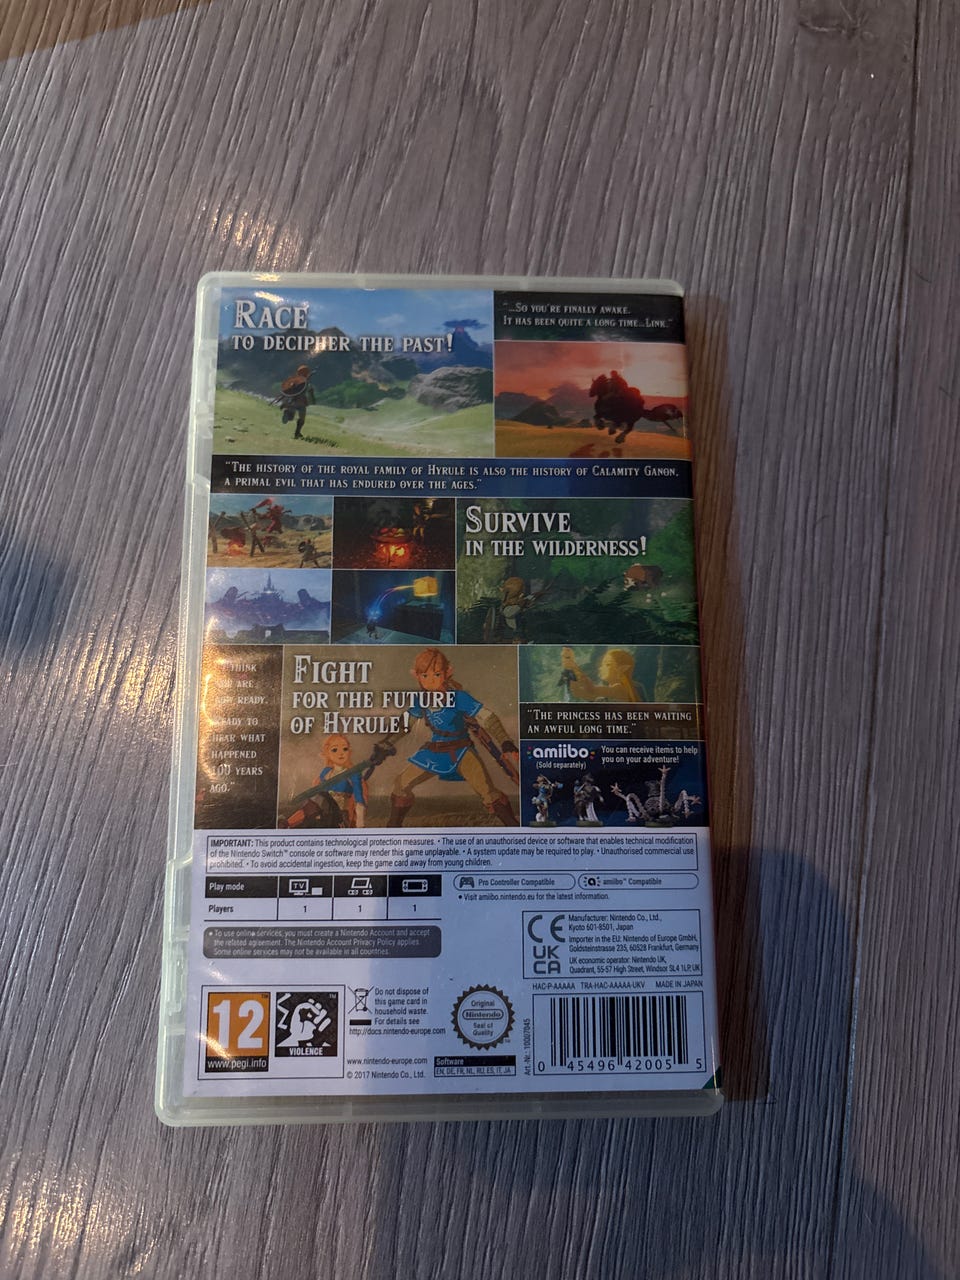 RACE
TO DECIPHER THE PAST!
"...SO YOU'RE FINALLY AWAKE.
IT HAS BEEN QUITE A LONG TIME...LINK."
"THE HISTORY OF THE ROYAL FAMILY OF HYRULE IS ALSO THE HISTORY OF CALAMITY GANON,
A PRIMAL EVIL THAT HAS ENDURED OVER THE AGES."
SURVIVE
IN THE WILDERNESS!
THINK
ARE
READY.
READY TO
HEAR WHAT
HAPPENED
100 YEARS
AGO."
FIGHT
FOR THE FUTURE
OF HYRULE!
"THE PRINCESS HAS BEEN WAITING
AN AWFUL LONG TIME."
amiibo
(Sold separately)
You can receive items to help
you on your adventure!
IMPORTANT: This product contains technological protection measures. • The use of an unauthorised device or software that enables technical modification
of the Nintendo Switch™ console or software may render this game unplayable. • A system update may be required to play. • Unauthorised commercial use
prohibited. • To avoid accidental ingestion, keep the game card away from young children.
Play mode
TV
Players
1
1
1
Pro Controller Compatible
amiibo™ Compatible
• Visit amiibo.nintendo.eu for the latest information.
• To use online services, you must create a Nintendo Account and accept
the related agreement. The Nintendo Account Privacy Policy applies.
Some online services may not be available in all countries.
CE
UK
CA
Manufacturer: Nintendo Co., Ltd.,
Kyoto 601-8501, Japan
Importer in the EU: Nintendo of Europe GmbH,
Goldsteinstrasse 235, 60528 Frankfurt, Germany
UK economic operator: Nintendo UK,
Quadrant, 55-57 High Street, Windsor SL4 1LP, UK
HAC-P-AAAAA TRA-HAC-AAAAA-UKV MADE IN JAPAN
12
www.pegi.info
VIOLENCE
Do not dispose of
this game card in
household waste.
For details see
http://docs.nintendo-europe.com
www.nintendo-europe.com
© 2017 Nintendo Co., Ltd.
Original
Nintendo
Seal of
Quality
Software
EN, DE, FR, NL, RU, ES, IT, JA
Art.-Nr.: 10007045
0 45496 42005 5